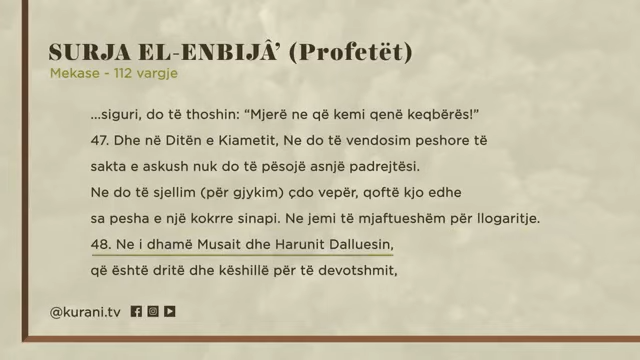 SURJA EL-ENBIJÂ’ (Profetët)
Mekase - 112 vargje
...siguri, do të thoshin: “Mjerë ne që kemi qenë keqbërës!”
47. Dhe në Ditën e Kiametit, Ne do të vendosim peshore të
sakta e askush nuk do të pësojë asnjë padrejtësi.
Ne do të sjellim (për gjykim) çdo vepër, qoftë kjo edhe
sa pesha e një kokrre sinapi. Ne jemi të mjaftueshëm për llogaritje.
48. Ne i dhamë Musait dhe Harunit Dalluesin,
që është dritë dhe këshillë për të devotshmit,
@kurani.tv